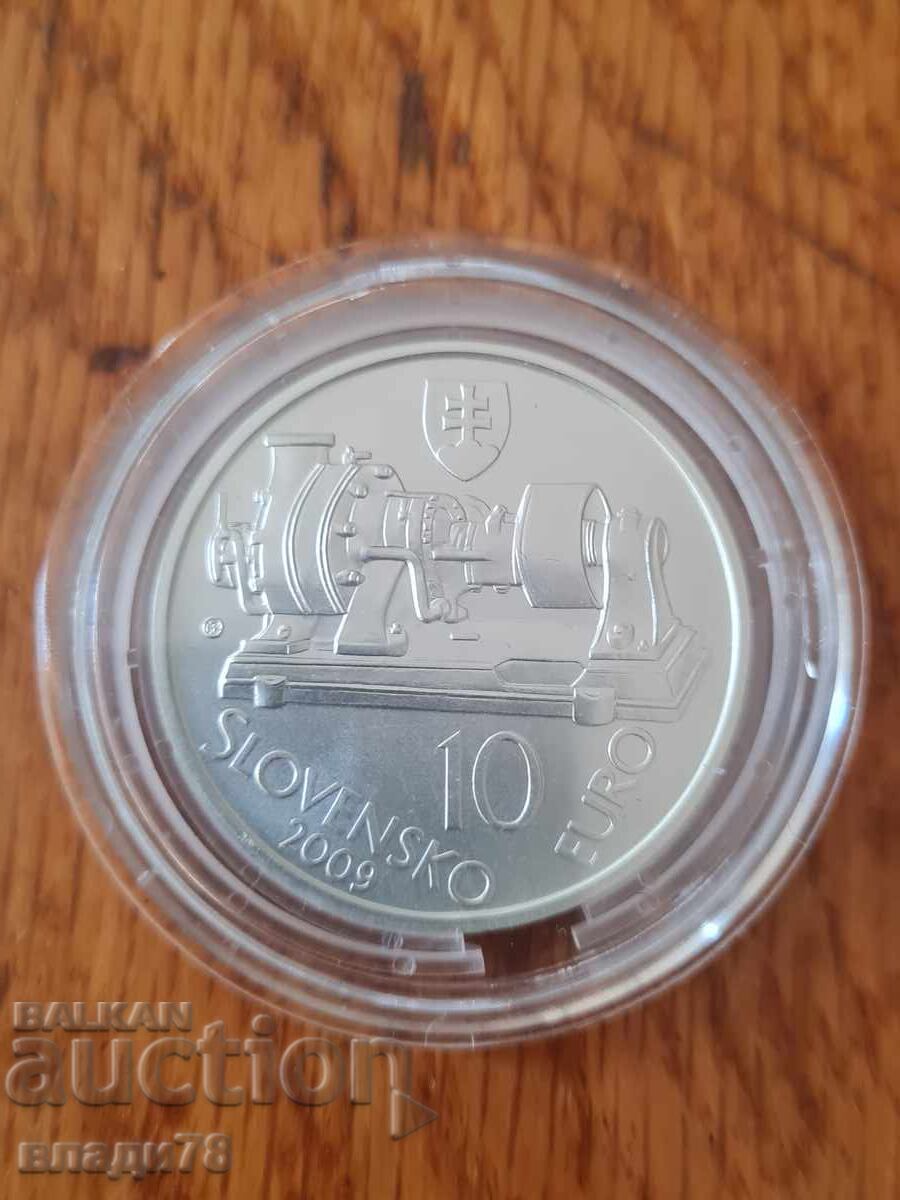 10
SLOVENSKO
EURO
2009
BALKAN
auction
влади78